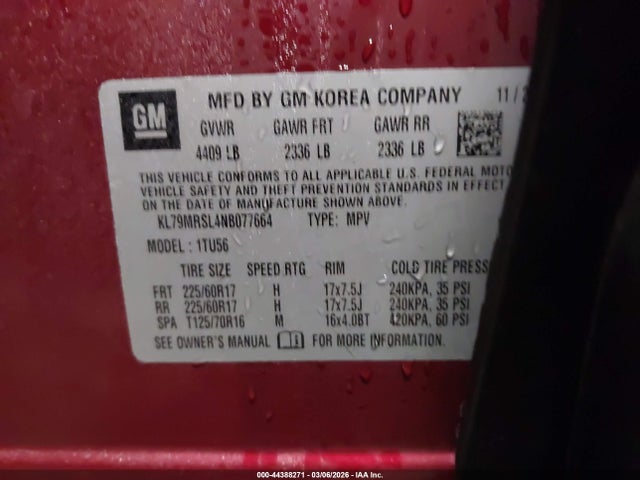 GM
MFD BY GM KOREA COMPANY 11/2
GVWR GAWR FRT GAWR RR
4409 LB 2336 LB 2336 LB
THIS VEHICLE CONFORMS TO ALL APPLICABLE U.S. FEDERAL MOTO
VEHICLE SAFETY AND THEFT PREVENTION STANDARDS IN EFFECT
ON THE DATE OF MANUFACTURE SHOWN ABOVE.
KL79MRSL4NB077664 TYPE: MPV
MODEL: 1TU56
TIRE SIZE SPEED RTG RIM COLD TIRE PRESSU
FRT 225/60R17 H 17x7.5J 240KPA, 35 PSI
RR 225/60R17 H 17x7.5J 240KPA, 35 PSI
SPA T125/70R16 M 16x4.0BT 420KPA, 60 PSI
SEE OWNER'S MANUAL FOR MORE INFORMATION.
000-44388271 - 03/06/2026 - IAA Inc.